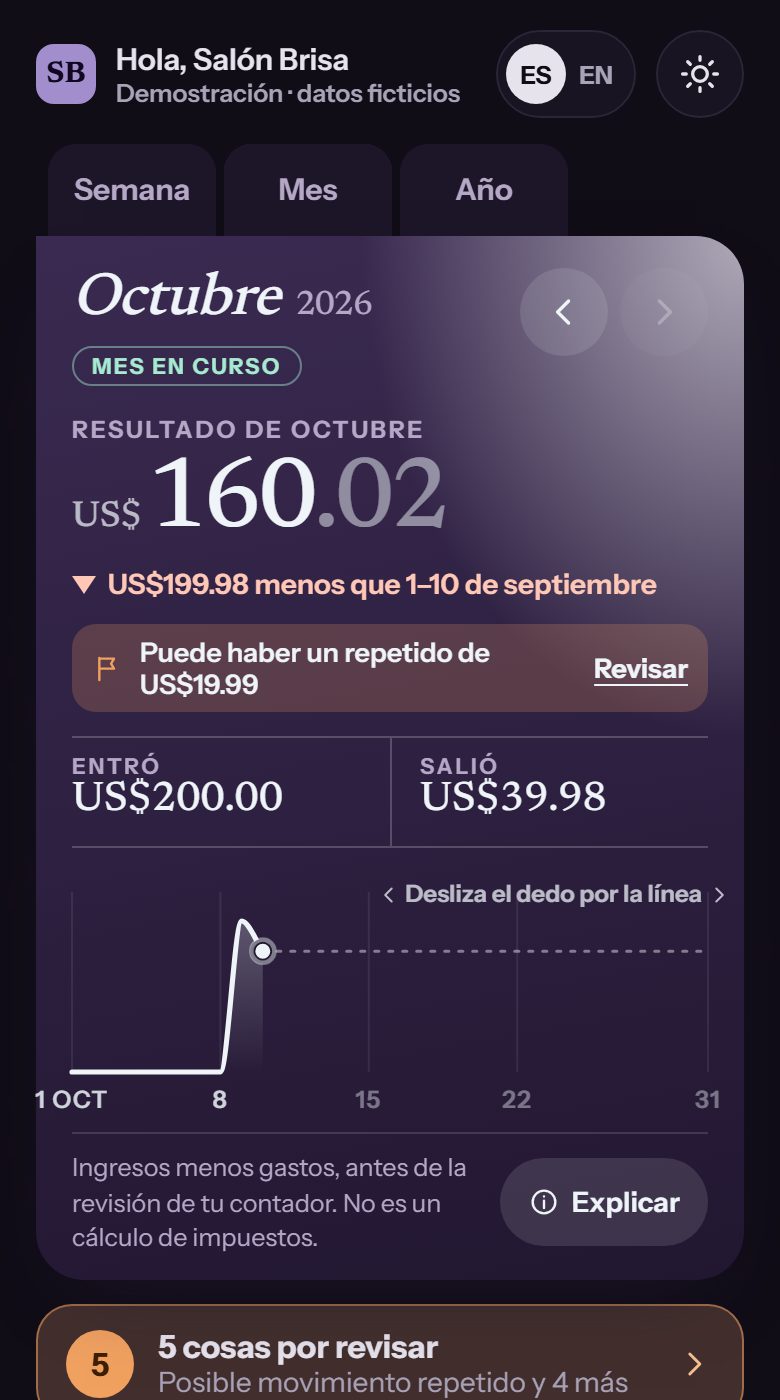 SB
Hola, Salón Brisa
Demostración · datos ficticios
ES EN
Semana Mes Año
Octubre 2026
MES EN CURSO
RESULTADO DE OCTUBRE
US$ 160.02
US$199.98 menos que 1–10 de septiembre
Puede haber un repetido de
US$19.99
Revisar
ENTRÓ
US$200.00
SALIÓ
US$39.98
Desliza el dedo por la línea
1 OCT 8 15 22 31
Ingresos menos gastos, antes de la
revisión de tu contador. No es un
cálculo de impuestos.
Explicar
5
5 cosas por revisar
Posible movimiento repetido y 4 más